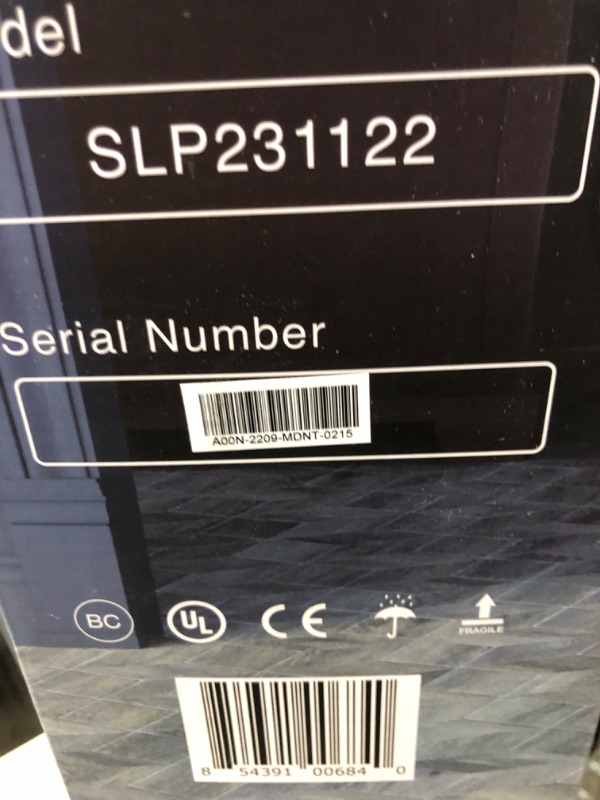 del
SLP231122
Serial Number
A00N-2209-MDNT-0215
BC
UL
CE
FRAGILE
8 54391 00684 0